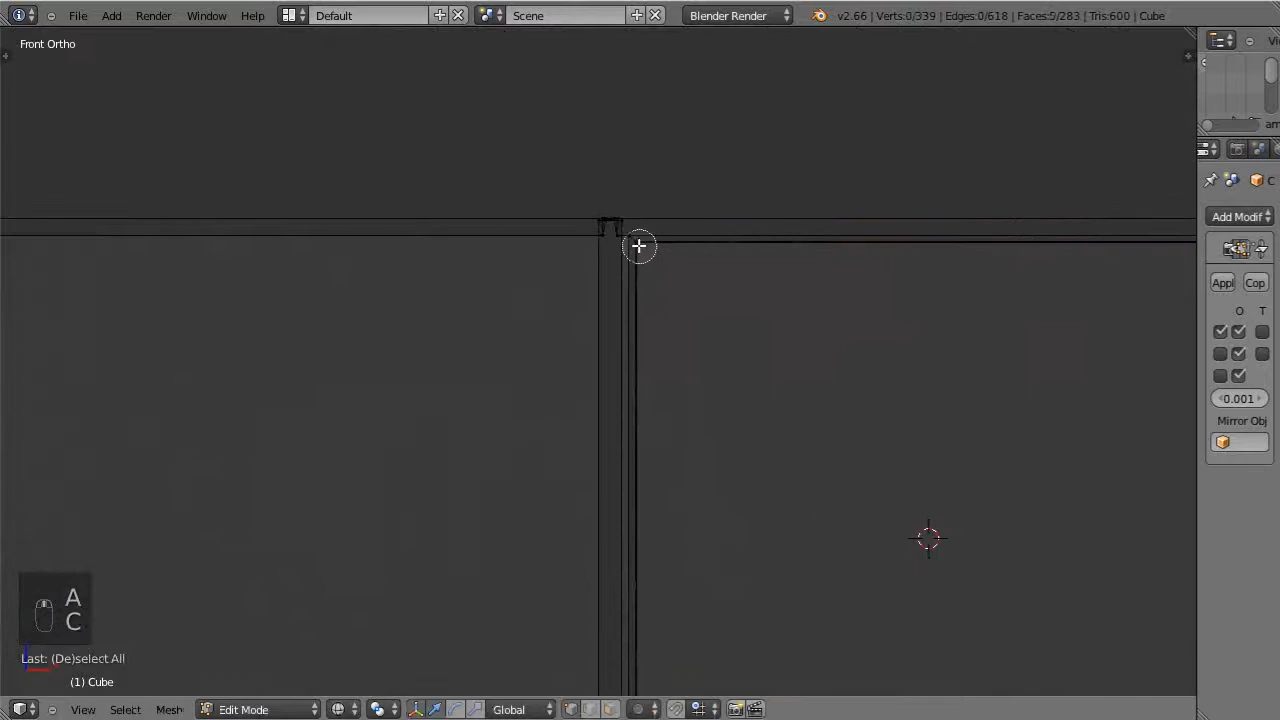 File Add Render Window Help Default Scene Blender Render v2.66 | Verts:0/339 | Edges:0/618 | Faces:5/283 | Tris:600 | Cube
Front Ortho
Vi
am
C
Add Modif
Appl Cop
O T
0.001
Mirror Obj
A
C
Last: (De)select All
(1) Cube
View Select Mesh Edit Mode Global